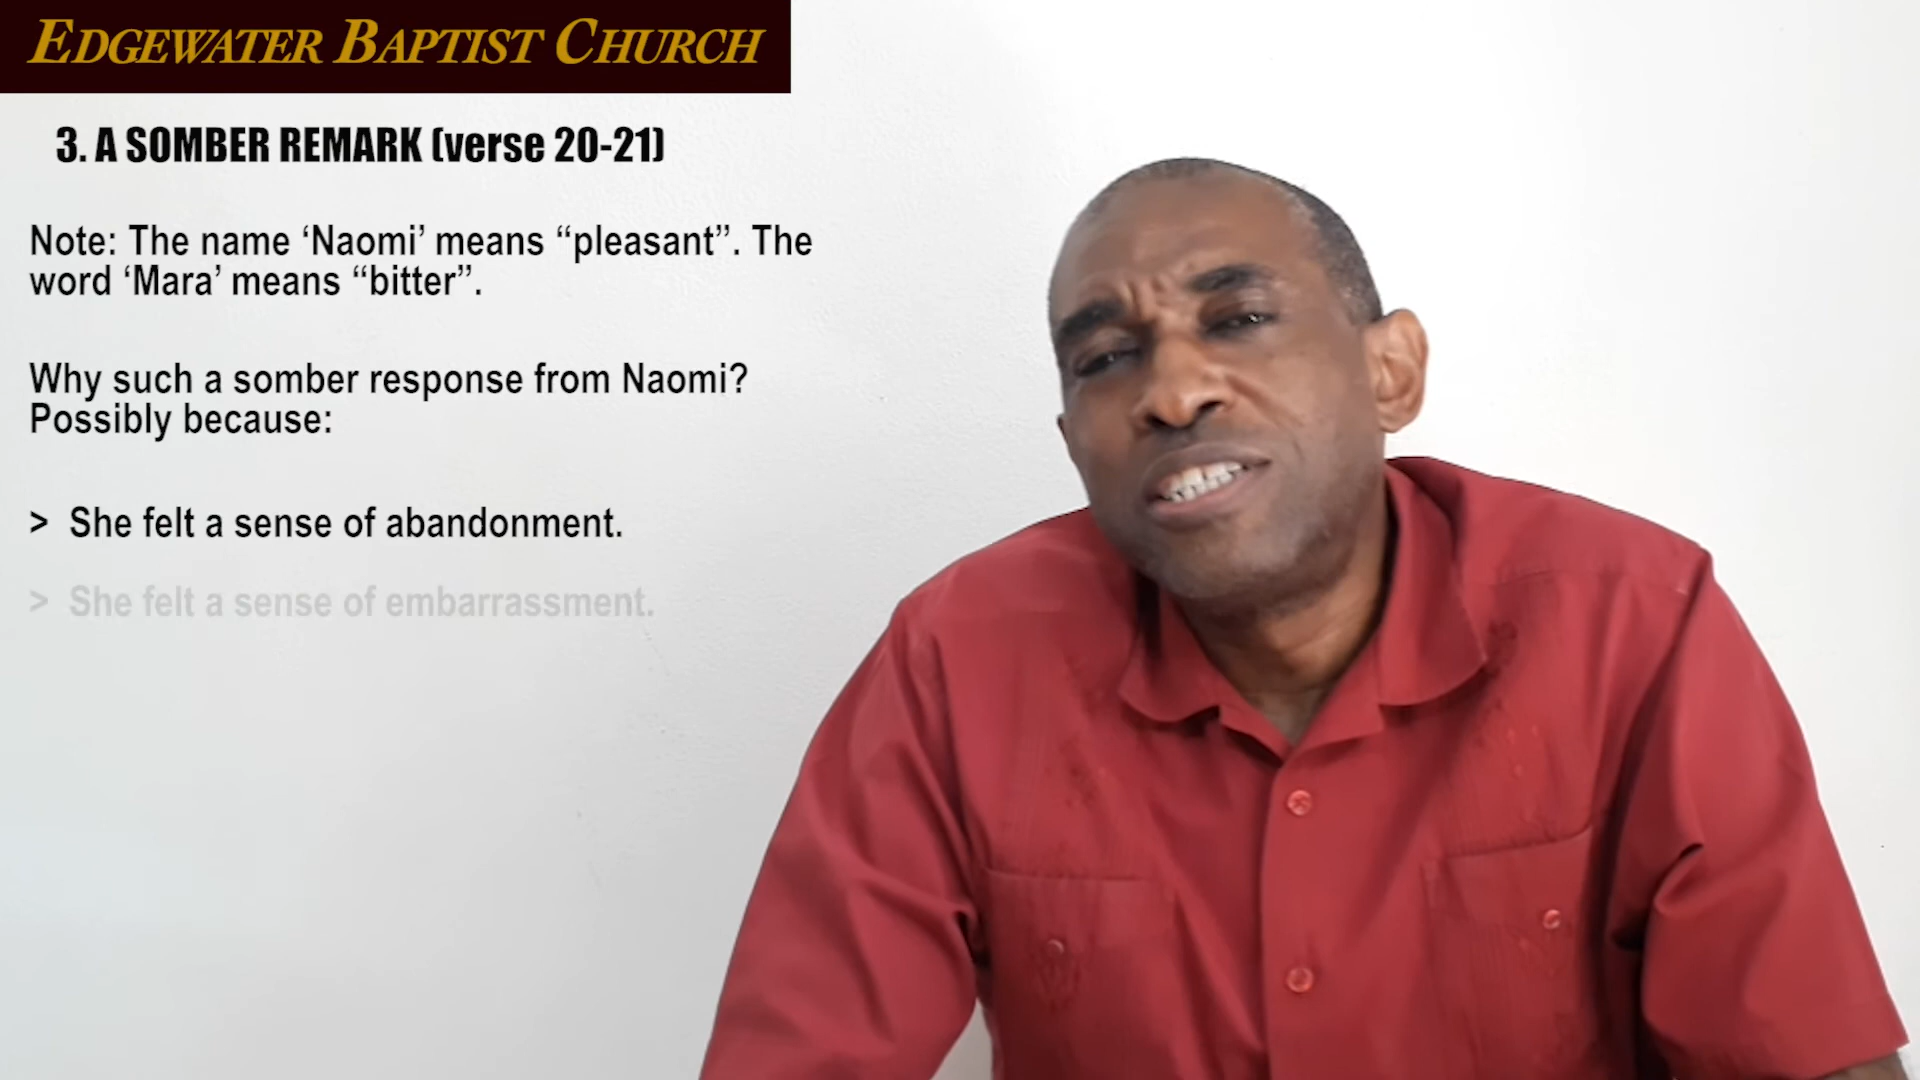 EDGEWATER BAPTIST CHURCH
3. A SOMBER REMARK (verse 20-21)
Note: The name ‘Naomi’ means “pleasant”. The
word ‘Mara’ means “bitter”.
Why such a somber response from Naomi?
Possibly because:
> She felt a sense of abandonment.
> She felt a sense of embarrassment.